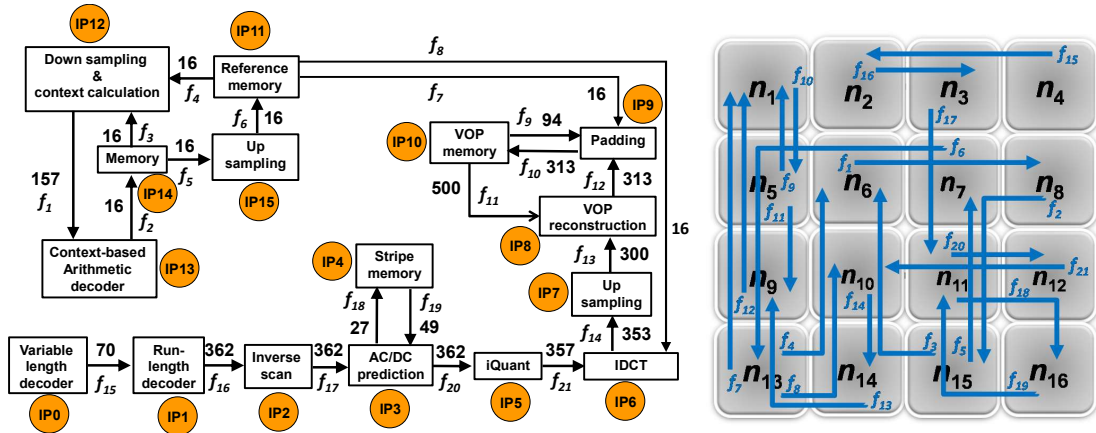 IP12
IP11
Down sampling
&
context calculation
16
f4
Reference
memory
f8
f7
16
IP9
16
f3
f6
16
f9
94
IP10
VOP
memory
Padding
Memory
16
f5
Up
sampling
f10
313
157
f1
16
f2
IP14
IP15
500
f11
f12
313
VOP
reconstruction
16
Context-based
Arithmetic
decoder
IP13
IP8
IP4
Stripe
memory
f13
300
IP7
Up
sampling
f18
f19
27
49
f14
353
Variable
length
decoder
70
f15
Run-
length
decoder
362
f16
Inverse
scan
362
f17
AC/DC
prediction
362
f20
iQuant
357
f21
IDCT
IP0
IP1
IP2
IP3
IP5
IP6
n1
f10
f16
n2
n3
f15
n4
f17
f6
n5
f9
f1
n6
n7
n8
f11
f2
f20
f21
n9
n10
n11
n12
f12
f14
f18
f4
f3
f5
n13
f7
f8
n14
n15
f19
n16
f13